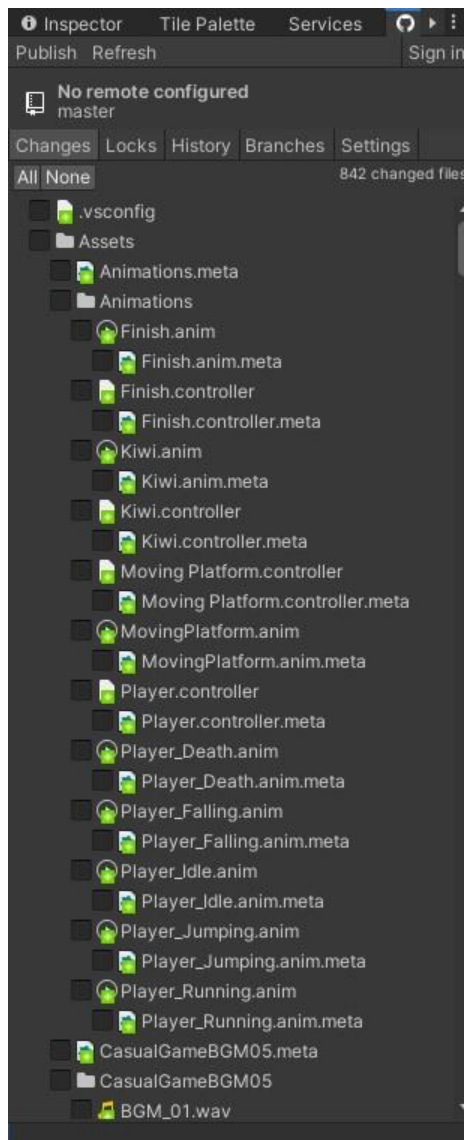 Inspector Tile Palette Services
Publish Refresh Sign in
No remote configured
master
Changes Locks History Branches Settings
All None 842 changed files
.vsconfig
Assets
Animations.meta
Animations
Finish.anim
Finish.anim.meta
Finish.controller
Finish.controller.meta
Kiwi.anim
Kiwi.anim.meta
Kiwi.controller
Kiwi.controller.meta
Moving Platform.controller
Moving Platform.controller.meta
MovingPlatform.anim
MovingPlatform.anim.meta
Player.controller
Player.controller.meta
Player_Death.anim
Player_Death.anim.meta
Player_Falling.anim
Player_Falling.anim.meta
Player_Idle.anim
Player_Idle.anim.meta
Player_Jumping.anim
Player_Jumping.anim.meta
Player_Running.anim
Player_Running.anim.meta
CasualGameBGM05.meta
CasualGameBGM05
BGM_01.wav